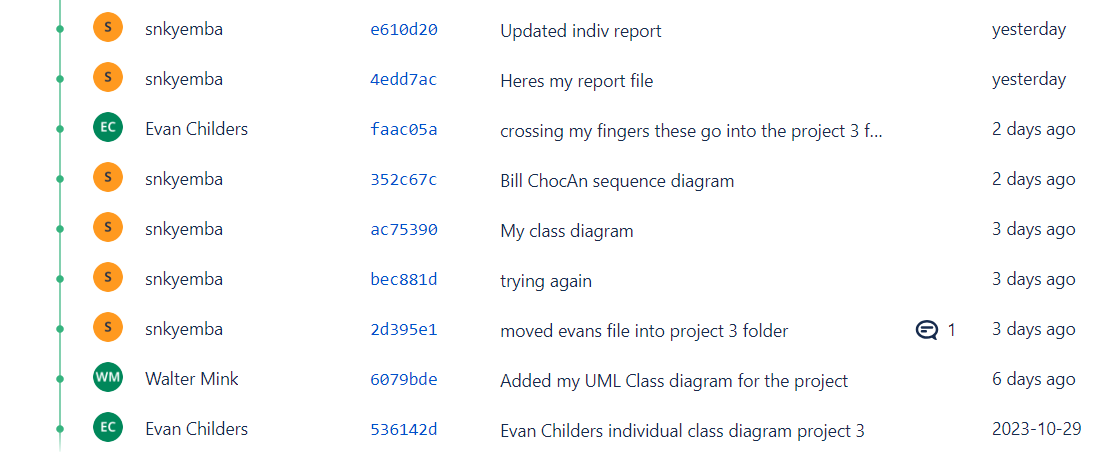 S snkyemba e610d20 Updated indiv report yesterday
S snkyemba 4edd7ac Heres my report file yesterday
EC Evan Childers faac05a crossing my fingers these go into the project 3 f... 2 days ago
S snkyemba 352c67c Bill ChocAn sequence diagram 2 days ago
S snkyemba ac75390 My class diagram 3 days ago
S snkyemba bec881d trying again 3 days ago
S snkyemba 2d395e1 moved evans file into project 3 folder 1 3 days ago
WM Walter Mink 6079bde Added my UML Class diagram for the project 6 days ago
EC Evan Childers 536142d Evan Childers individual class diagram project 3 2023-10-29